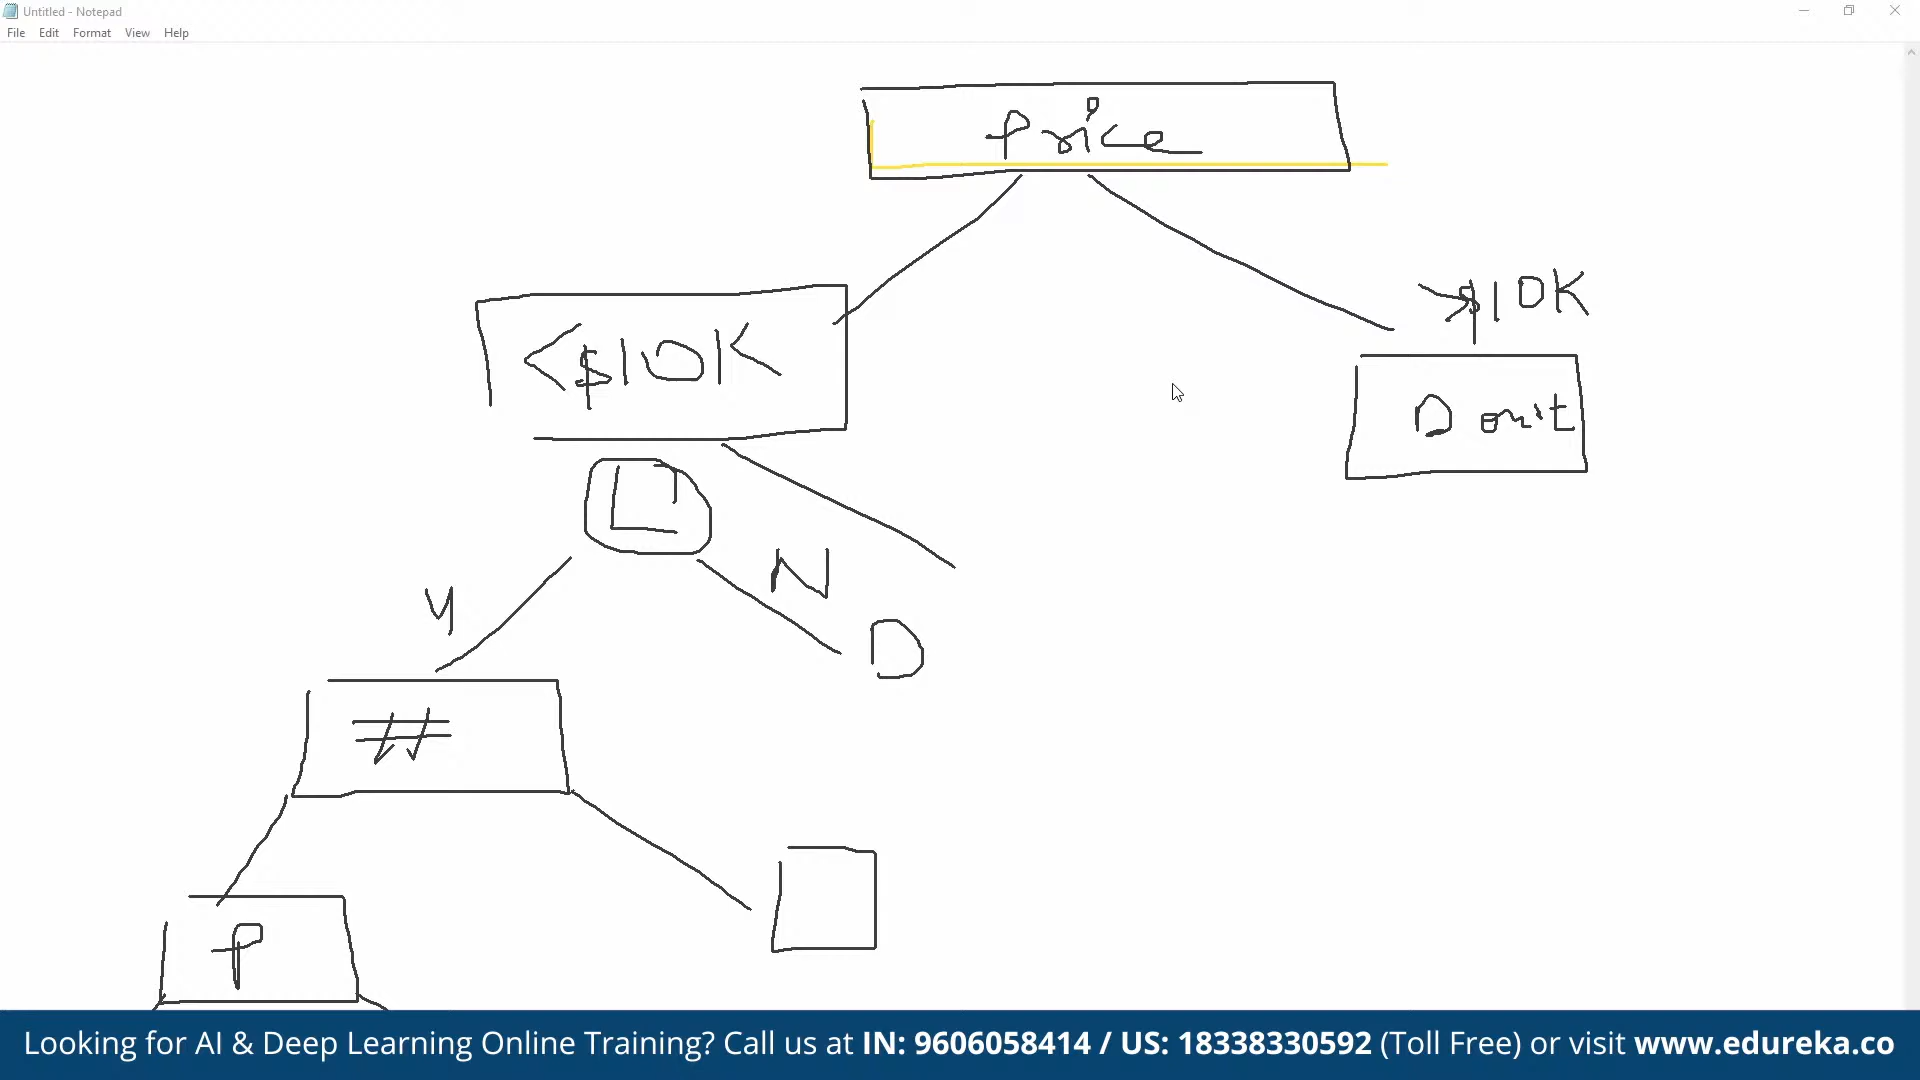 Untitled - Notepad
File Edit Format View Help
Price
<$10K
>$10K
Don't
L
N
Y
D
#
P
Looking for AI & Deep Learning Online Training? Call us at IN: 9606058414 / US: 18338330592 (Toll Free) or visit www.edureka.co